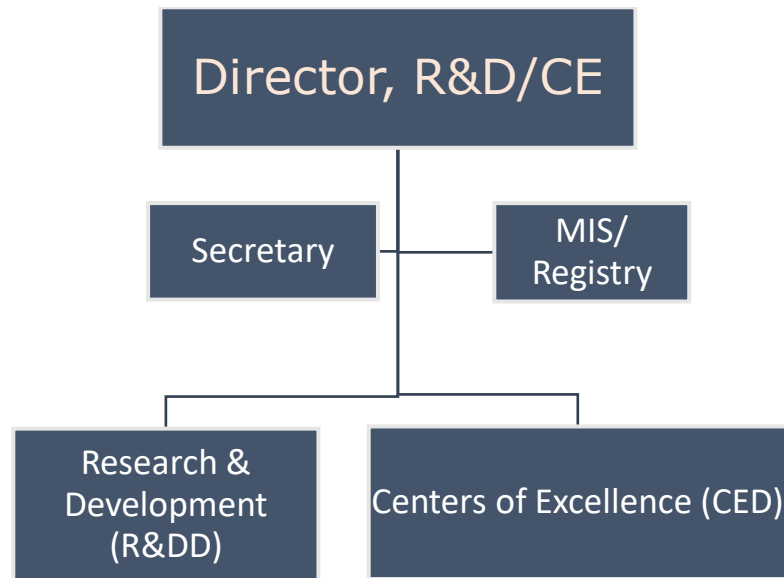 Director, R&D/CE
Secretary
MIS/
Registry
Research &
Development
(R&DD)
Centers of Excellence (CED)